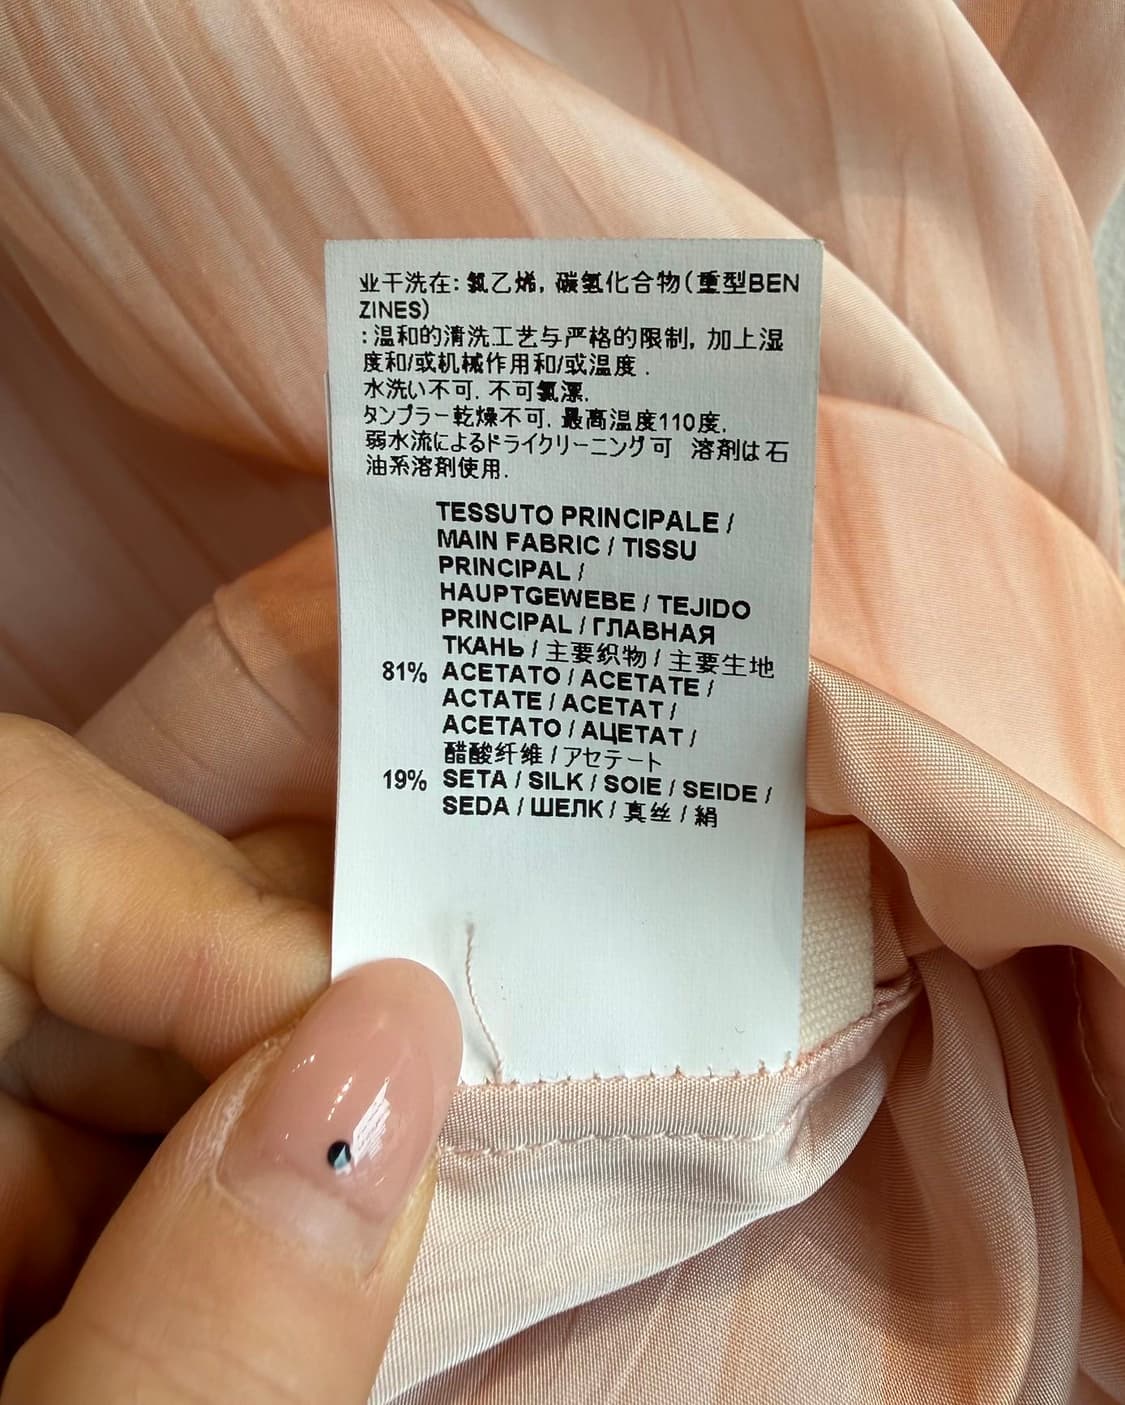 业干洗在: 氯乙烯, 碳氢化合物(重型BEN
ZINES)
: 温和的清洗工艺与严格的限制, 加上湿
度和/或机械作用和/或温度 .
水洗い不可. 不可氯漂.
タンブラー乾燥不可. 最高温度110度.
弱水流によるドライクリーニング可 溶剤は石
油系溶剤使用.
TESSUTO PRINCIPALE /
MAIN FABRIC / TISSU
PRINCIPAL /
HAUPTGEWEBE / TEJIDO
PRINCIPAL / ГЛАВНАЯ
ТКАНЬ / 主要织物 / 主要生地
81% ACETATO / ACETATE /
ACTATE / ACETAT /
ACETATO / АЦЕТАТ /
醋酸纤维 / アセテート
19% SETA / SILK / SOIE / SEIDE /
SEDA / ШЕЛК / 真丝 / 絹